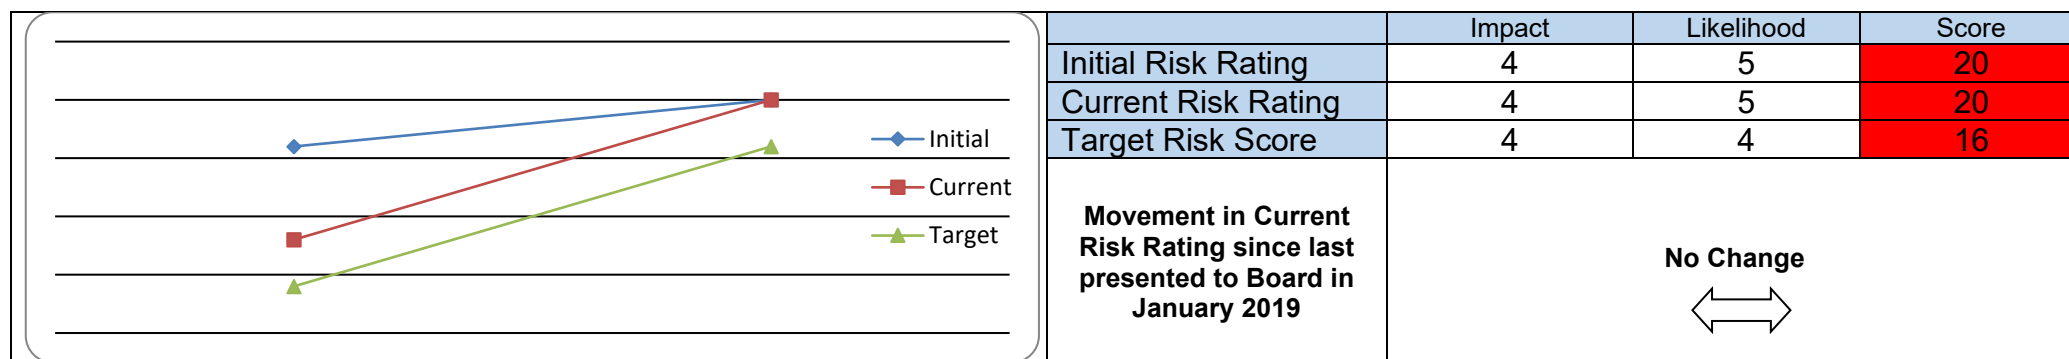 Initial
Current
Target
Impact Likelihood Score
Initial Risk Rating 4 5 20
Current Risk Rating 4 5 20
Target Risk Score 4 4 16
Movement in Current
Risk Rating since last
presented to Board in
January 2019
No Change